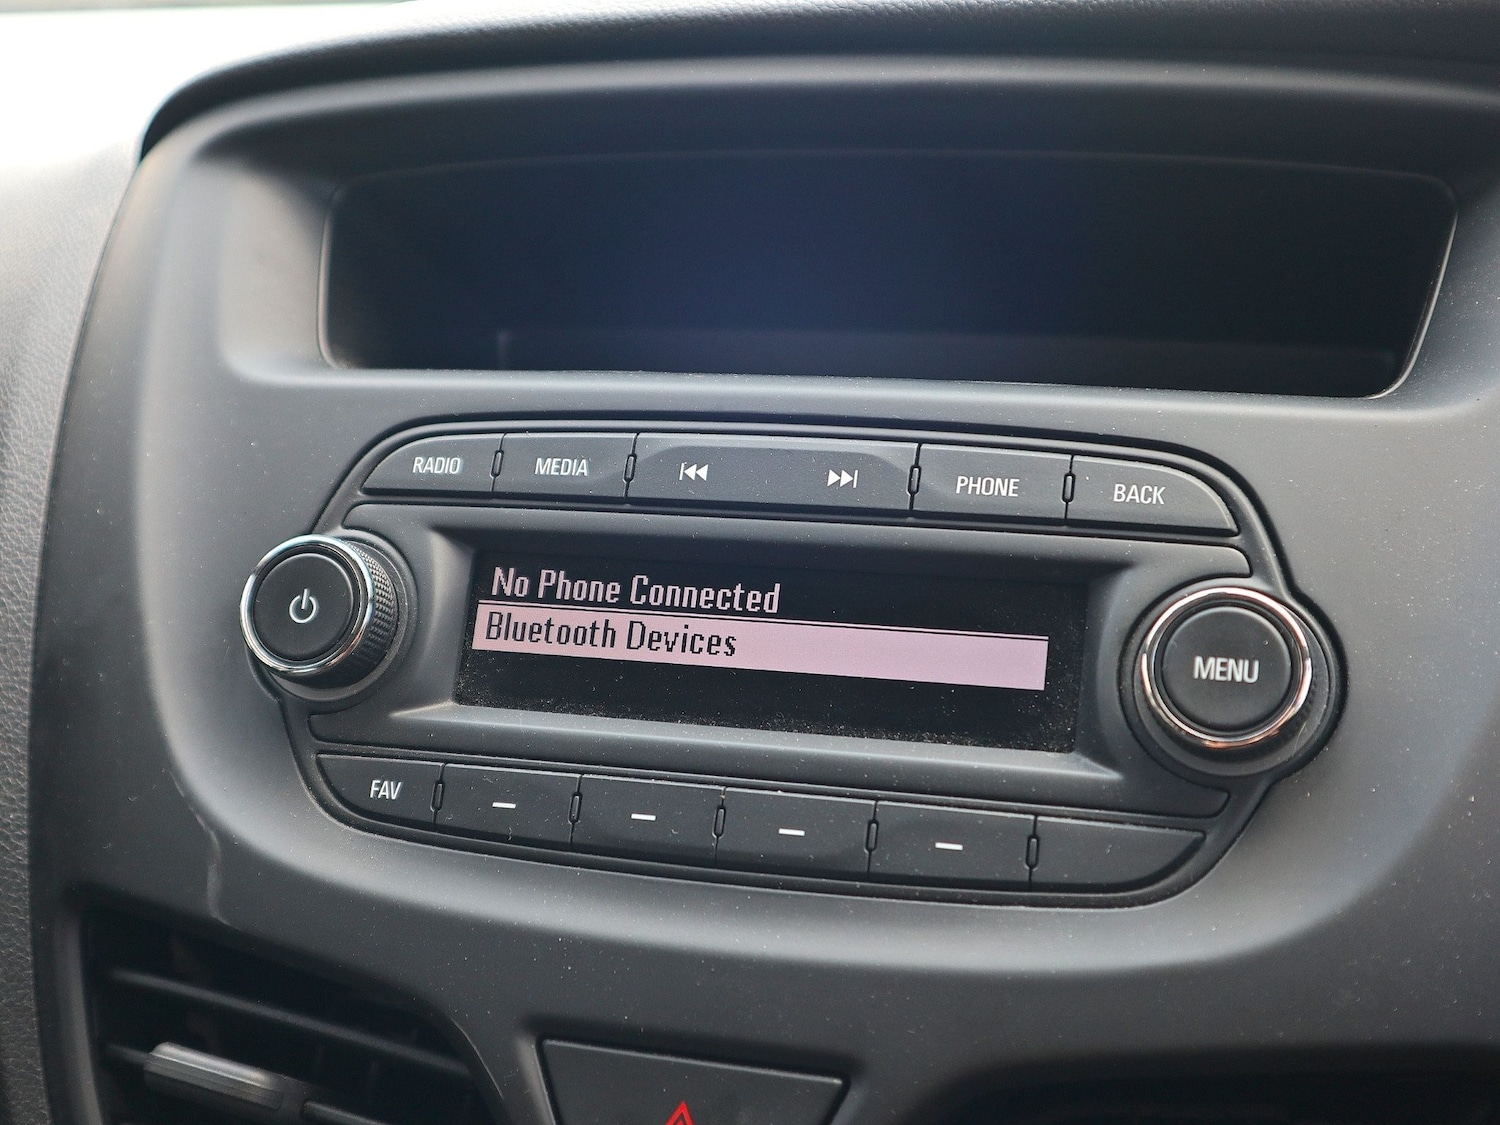 RADIO
MEDIA
PHONE
BACK
No Phone Connected
Bluetooth Devices
MENU
FAV